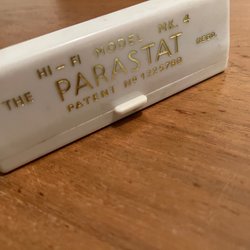 HI-FI MODEL MK. 4
THE PARASTAT REGD.
PATENT No